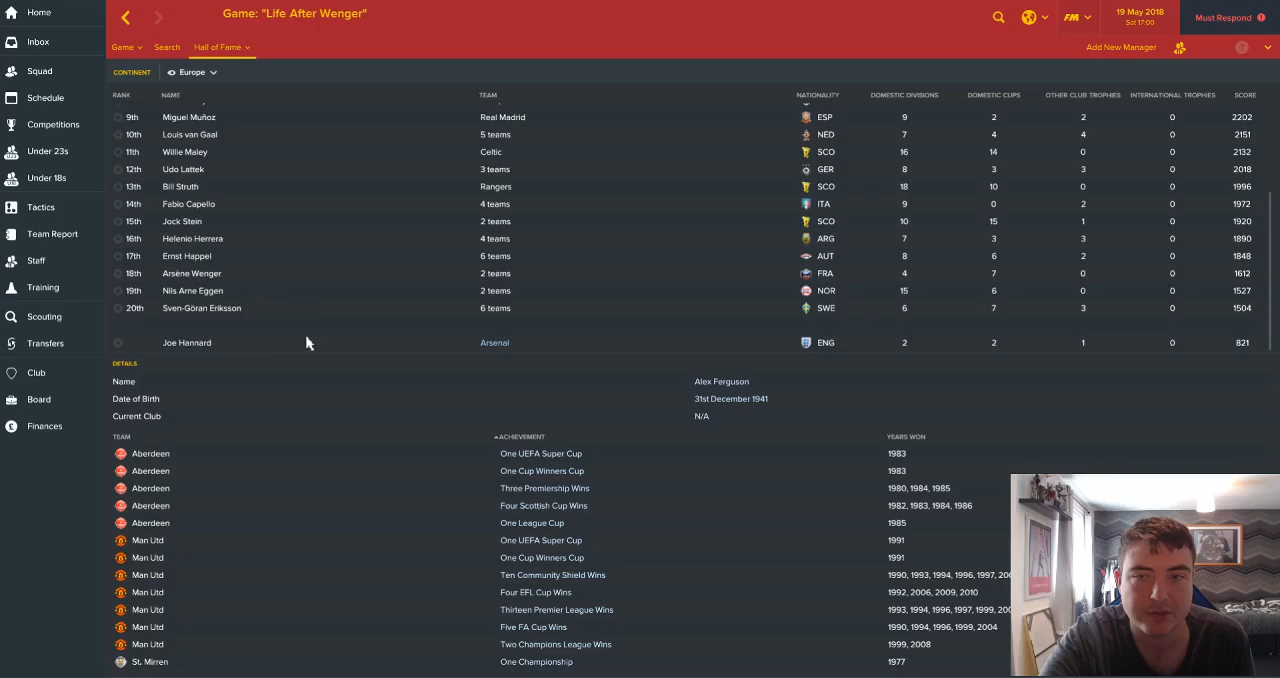 Home
Game: "Life After Wenger"
FM
19 May 2018
Sat 17:00
Must Respond
Inbox
Game Search Hall of Fame
Add New Manager
Squad
CONTINENT Europe
Schedule
RANK NAME TEAM NATIONALITY DOMESTIC DIVISIONS DOMESTIC CUPS OTHER CLUB TROPHIES INTERNATIONAL TROPHIES SCORE
Competitions
9th Miguel Muñoz Real Madrid ESP 9 2 2 0 2202
10th Louis van Gaal 5 teams NED 7 4 4 0 2151
Under 23s
11th Willie Maley Celtic SCO 16 14 0 0 2132
12th Udo Lattek 3 teams GER 8 3 3 0 2018
Under 18s
13th Bill Struth Rangers SCO 18 10 0 0 1996
14th Fabio Capello 4 teams ITA 9 0 2 0 1972
Tactics
15th Jock Stein 2 teams SCO 10 15 1 0 1920
Team Report
16th Helenio Herrera 4 teams ARG 7 3 3 0 1890
17th Ernst Happel 6 teams AUT 8 6 2 0 1848
Staff
18th Arsène Wenger 2 teams FRA 4 7 0 0 1612
Training
19th Nils Arne Eggen 2 teams NOR 15 6 0 0 1527
20th Sven-Göran Eriksson 6 teams SWE 6 7 3 0 1504
Scouting
Transfers
Joe Hannard Arsenal ENG 2 2 1 0 821
DETAILS
Club
Name Alex Ferguson
Board
Date of Birth 31st December 1941
Current Club N/A
Finances
TEAM ACHIEVEMENT YEARS WON
Aberdeen One UEFA Super Cup 1983
Aberdeen One Cup Winners Cup 1983
Aberdeen Three Premiership Wins 1980, 1984, 1985
Aberdeen Four Scottish Cup Wins 1982, 1983, 1984, 1986
Aberdeen One League Cup 1985
Man Utd One UEFA Super Cup 1991
Man Utd One Cup Winners Cup 1991
Man Utd Ten Community Shield Wins 1990, 1993, 1994, 1996, 1997,
Man Utd Four EFL Cup Wins 1992, 2006, 2009, 2010
Man Utd Thirteen Premier League Wins 1993, 1994, 1996, 1997, 1999,
Man Utd Five FA Cup Wins 1990, 1994, 1996, 1999, 2004
Man Utd Two Champions League Wins 1999, 2008
St. Mirren One Championship 1977